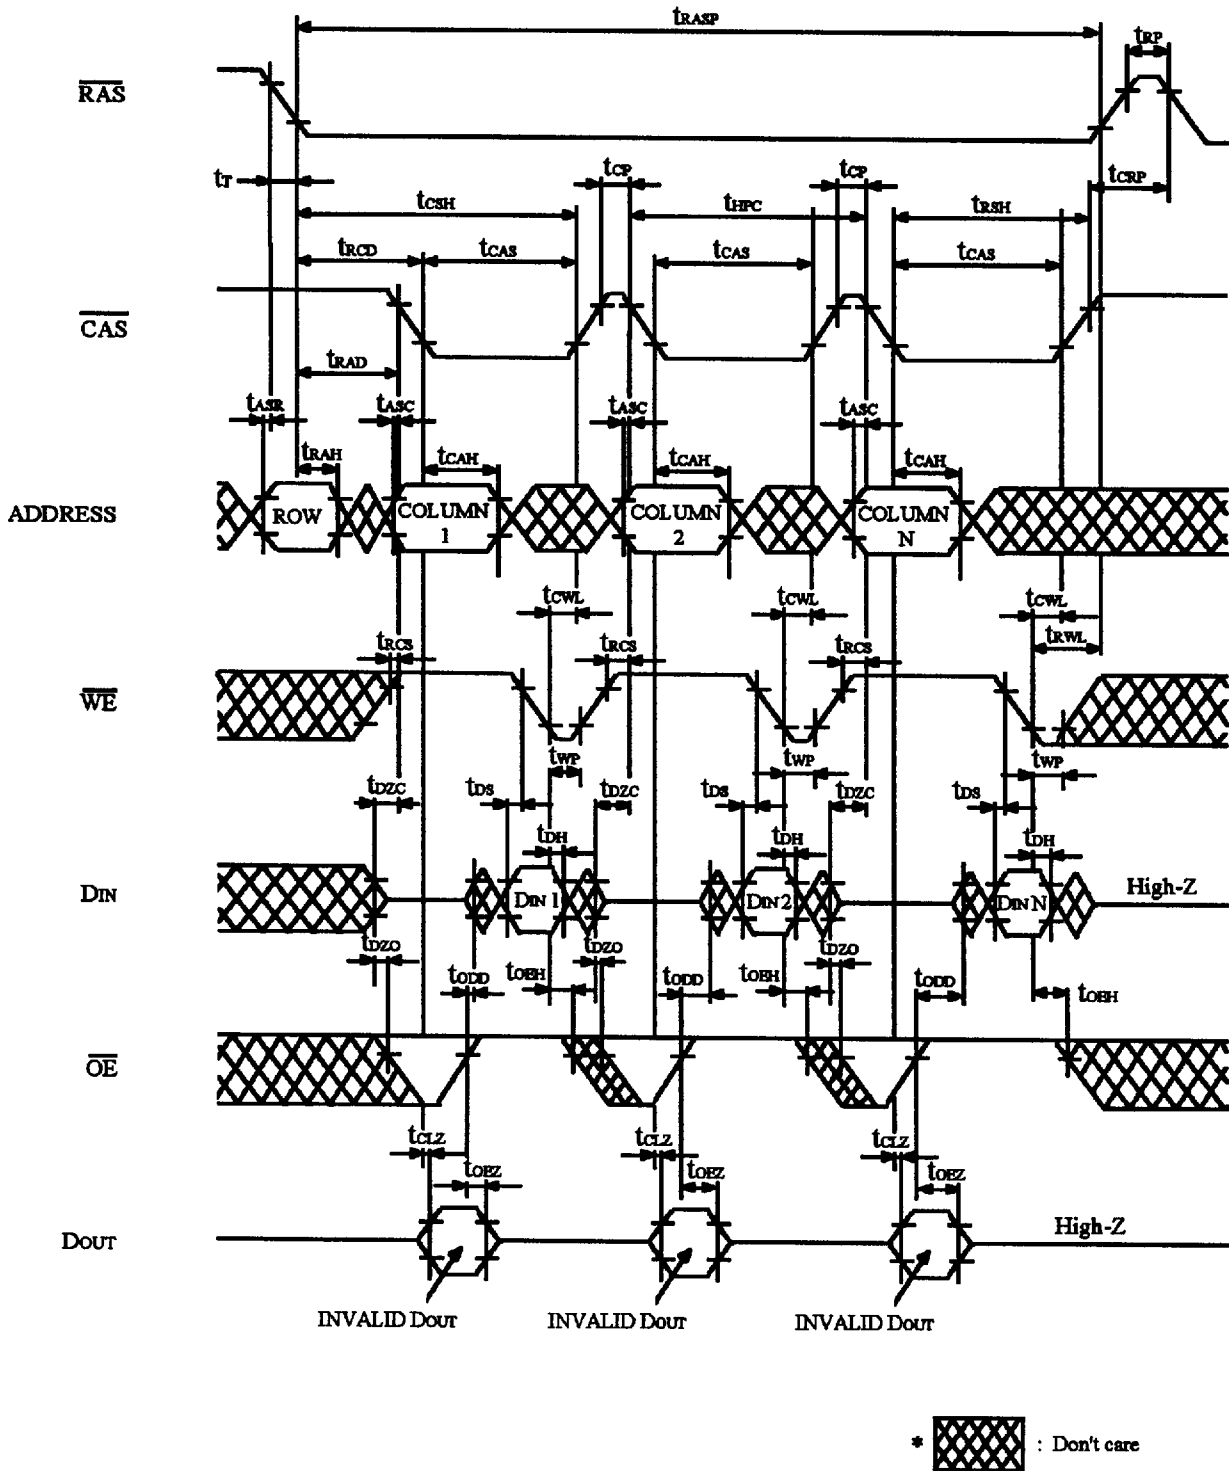 tRASP
tRP
RAS
tT
tCP
tCP
tCRP
tCSH
tHPC
tRSH
tRCD
tCAS
tCAS
tCAS
CAS
tRAD
tASR
tASC
tASC
tASC
tRAH
tCAH
tCAH
tCAH
ADDRESS
ROW
COLUMN
1
COLUMN
2
COLUMN
N
tCWL
tCWL
tCWL
tRCS
tRCS
tRCS
tRWL
WE
tWP
tWP
tWP
tDZC
tDS
tDZC
tDS
tDZC
tDS
tDH
tDH
tDH
DIN
DIN 1
DIN 2
DIN N
High-Z
tDZO
tODD
tOEH
tDZO
tODD
tOEH
tDZO
tODD
tOEH
OE
tCLZ
tCLZ
tCLZ
tOEZ
tOEZ
tOEZ
DOUT
High-Z
INVALID DOUT
INVALID DOUT
INVALID DOUT
* : Don't care